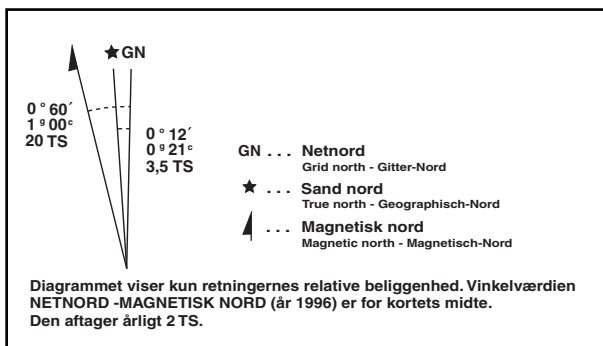 ★ GN
0 ° 60´
1 ᵍ 00ᶜ
20 TS
0 ° 12´
0 ᵍ 21ᶜ
3,5 TS
GN . . . Netnord
Grid north - Gitter-Nord
★ . . . Sand nord
True north - Geographisch-Nord
. . . Magnetisk nord
Magnetic north - Magnetisch-Nord
Diagrammet viser kun retningernes relative beliggenhed. Vinkelværdien
NETNORD -MAGNETISK NORD (år 1996) er for kortets midte.
Den aftager årligt 2 TS.